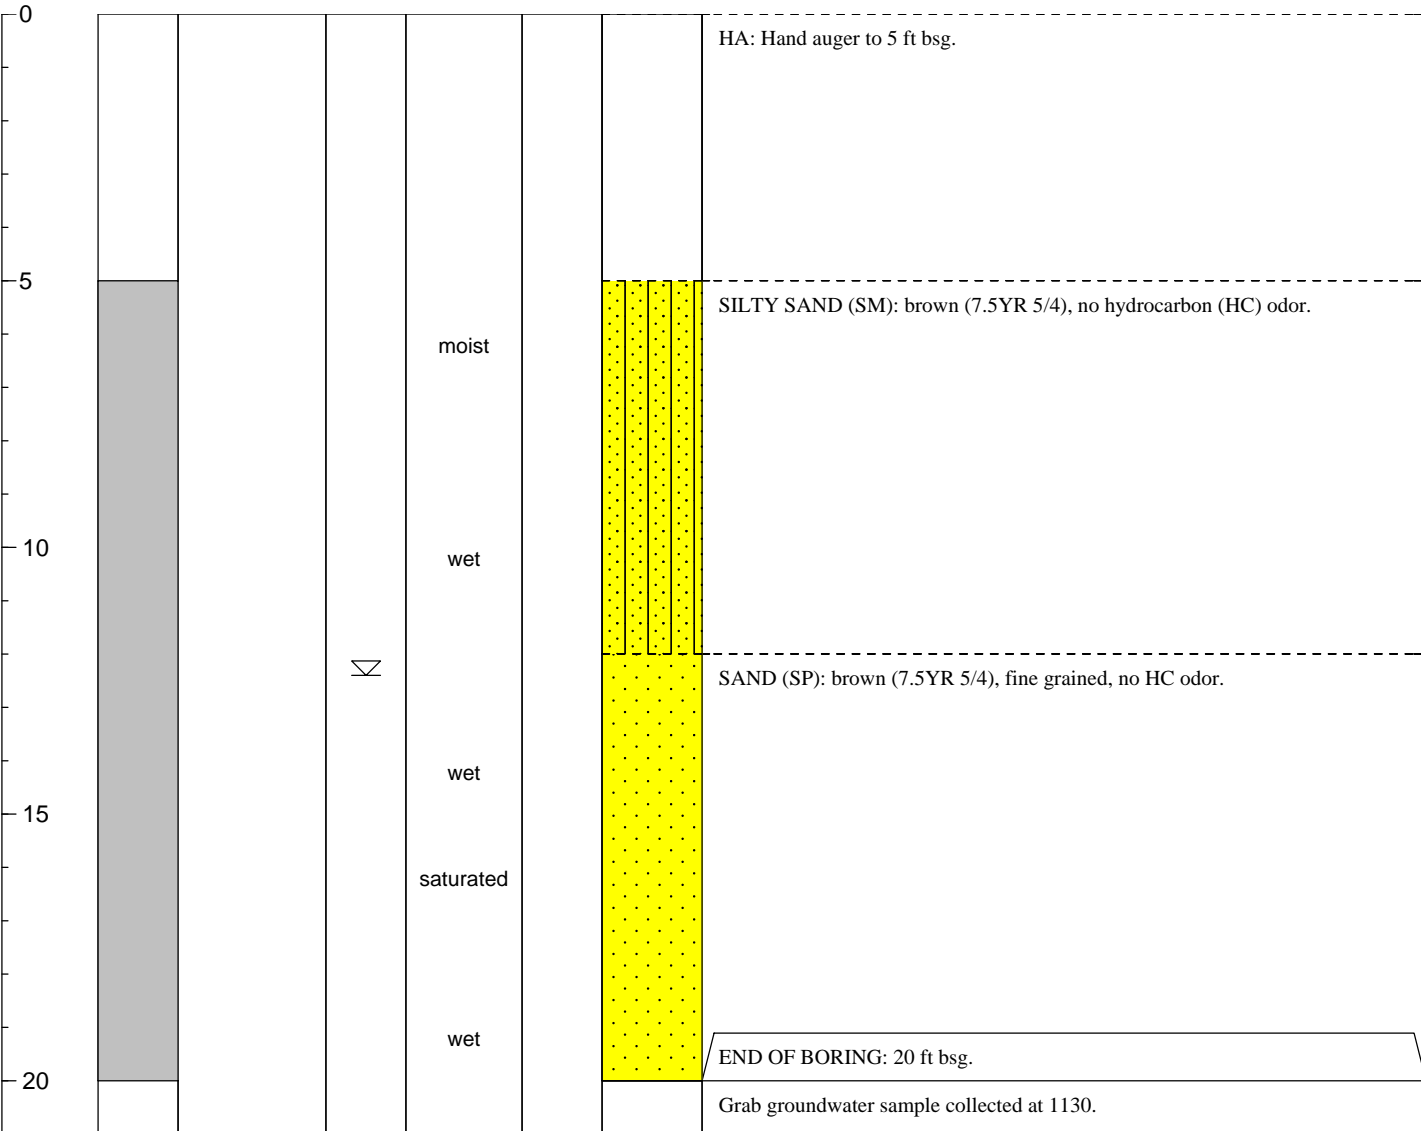 0
HA: Hand auger to 5 ft bsg.
5
SILTY SAND (SM): brown (7.5YR 5/4), no hydrocarbon (HC) odor.
moist
10
wet
SAND (SP): brown (7.5YR 5/4), fine grained, no HC odor.
wet
15
saturated
wet
END OF BORING: 20 ft bsg.
20
Grab groundwater sample collected at 1130.